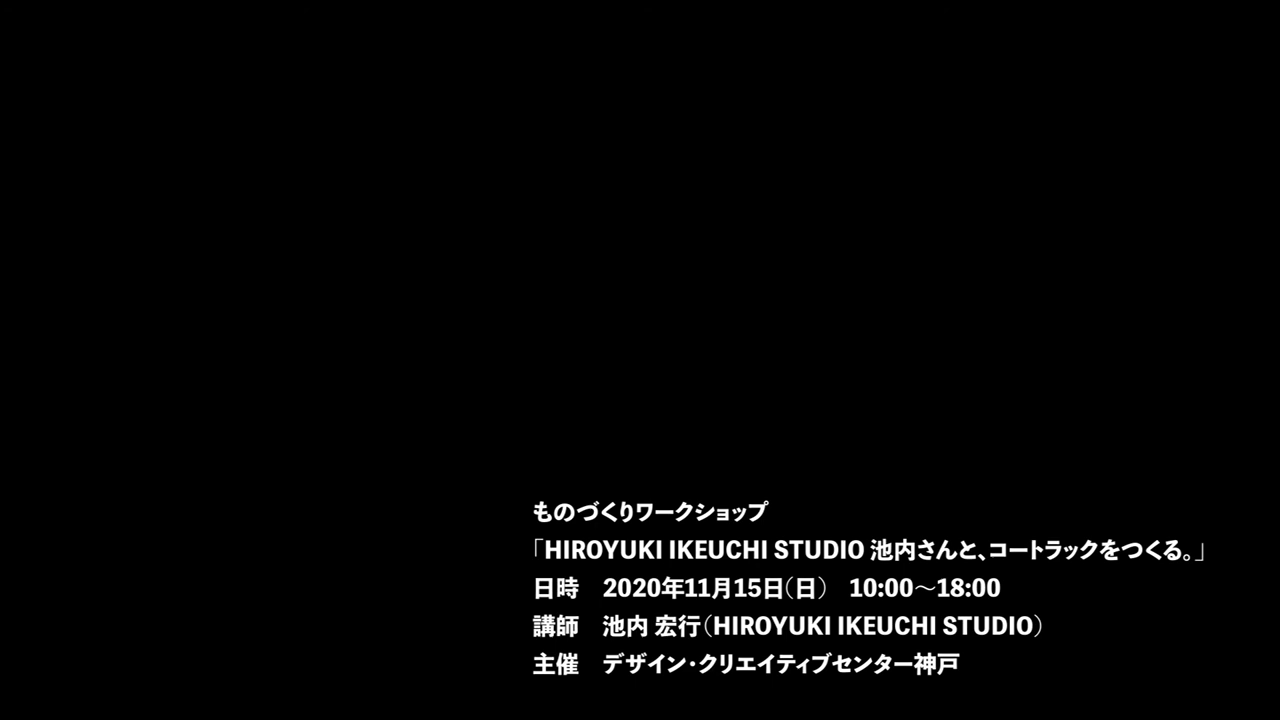 ものづくりワークショップ
「HIROYUKI IKEUCHI STUDIO 池内さんと、コートラックをつくる。」
日時　2020年11月15日（日）　10:00〜18:00
講師　池内 宏行（HIROYUKI IKEUCHI STUDIO）
主催　デザイン・クリエイティブセンター神戸